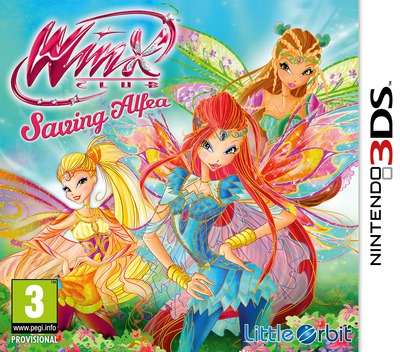 Winx
CLUB
Saving Alfea
NINTENDO 3DS
3
www.pegi.info
PROVISIONAL
Little Orbit